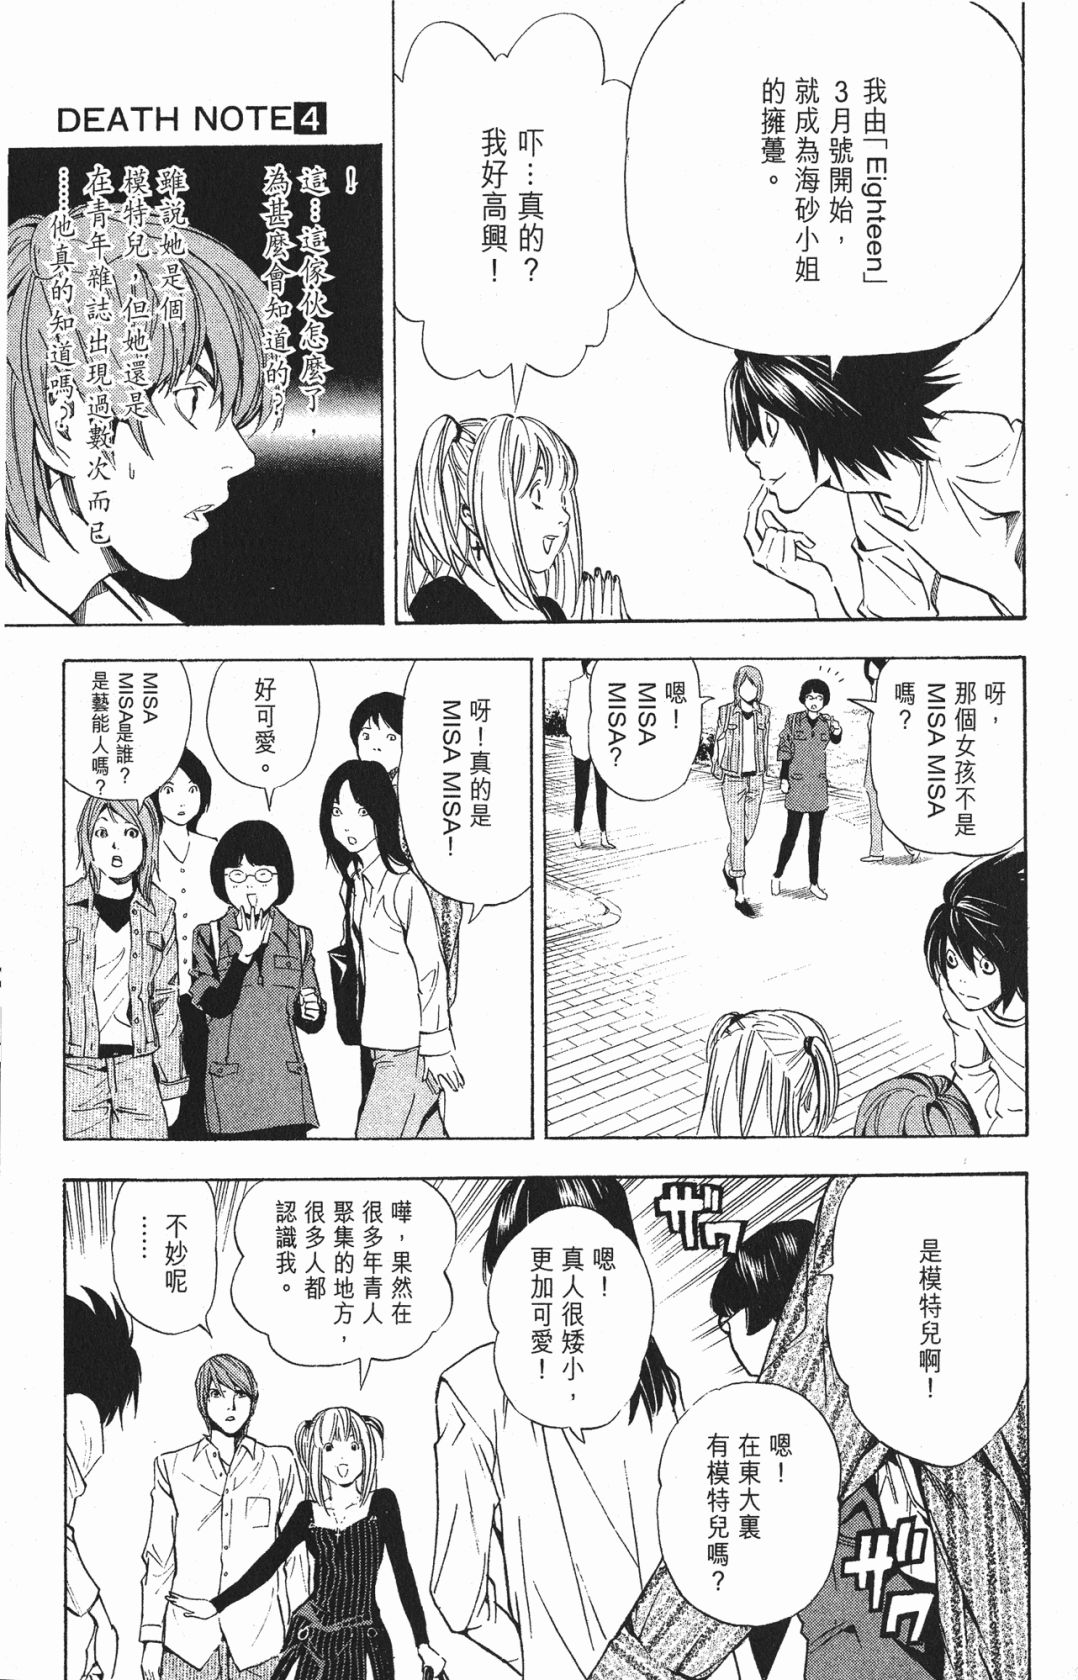 DEATH NOTE 4
我由「Eighteen」
3月號開始，
就成為海砂小姐
的擁躉。
吓…真的？
我好高興！
！
這…這傢伙怎麼了，
為甚麼會知道的？
雖說她是個
模特兒，但她還是
在青年雜誌出現過數次而已。
……他真的知道嗎？
呀，
那個女孩不是
MISA MISA
嗎？
嗯！
MISA
MISA？
呀！真的是
MISA MISA！
好可愛。
MISA
MISA是誰？
是藝能人嗎？
是模特兒啊！
嗯！
在東大裏
有模特兒嗎？
ザワ
ザワ
嗯！
真人很矮小，
更加可愛！
嘩，果然在
很多年青人
聚集的地方，
很多人都
認識我。
不妙呢
……